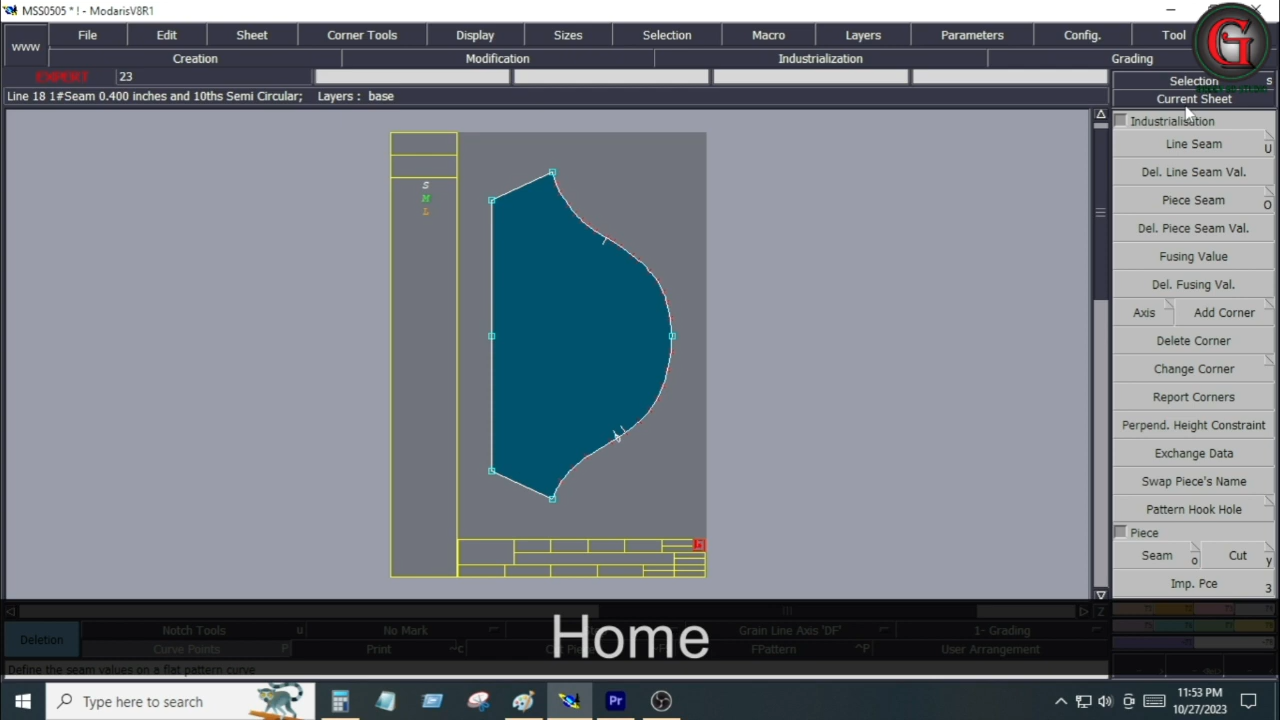 MSS0505 * ! - ModarisV8R1
www File Edit Sheet Corner Tools Display Sizes Selection Macro Layers Parameters Config. Tool
Creation Modification Industrialization Grading
EXPERT 23
Selection s
Line 18 1#Seam 0.400 inches and 10ths Semi Circular; Layers : base
Current Sheet
Industrialisation
Line Seam U
Del. Line Seam Val.
Piece Seam O
Del. Piece Seam Val.
Fusing Value
Del. Fusing Val.
Axis Add Corner
Delete Corner
Change Corner
Report Corners
Perpend. Height Constraint
Exchange Data
Swap Piece's Name
Pattern Hook Hole
Piece
Seam o Cut y
Imp. Pce 3
S
M
L
G
Z
Deletion Notch Tools u No Mark Grain Line Axis 'DF' 1- Grading
Curve Points P Print ~c FPattern ^P User Arrangement
Home
Define the seam values on a flat pattern curve
Type here to search
Pr
11:53 PM
10/27/2023